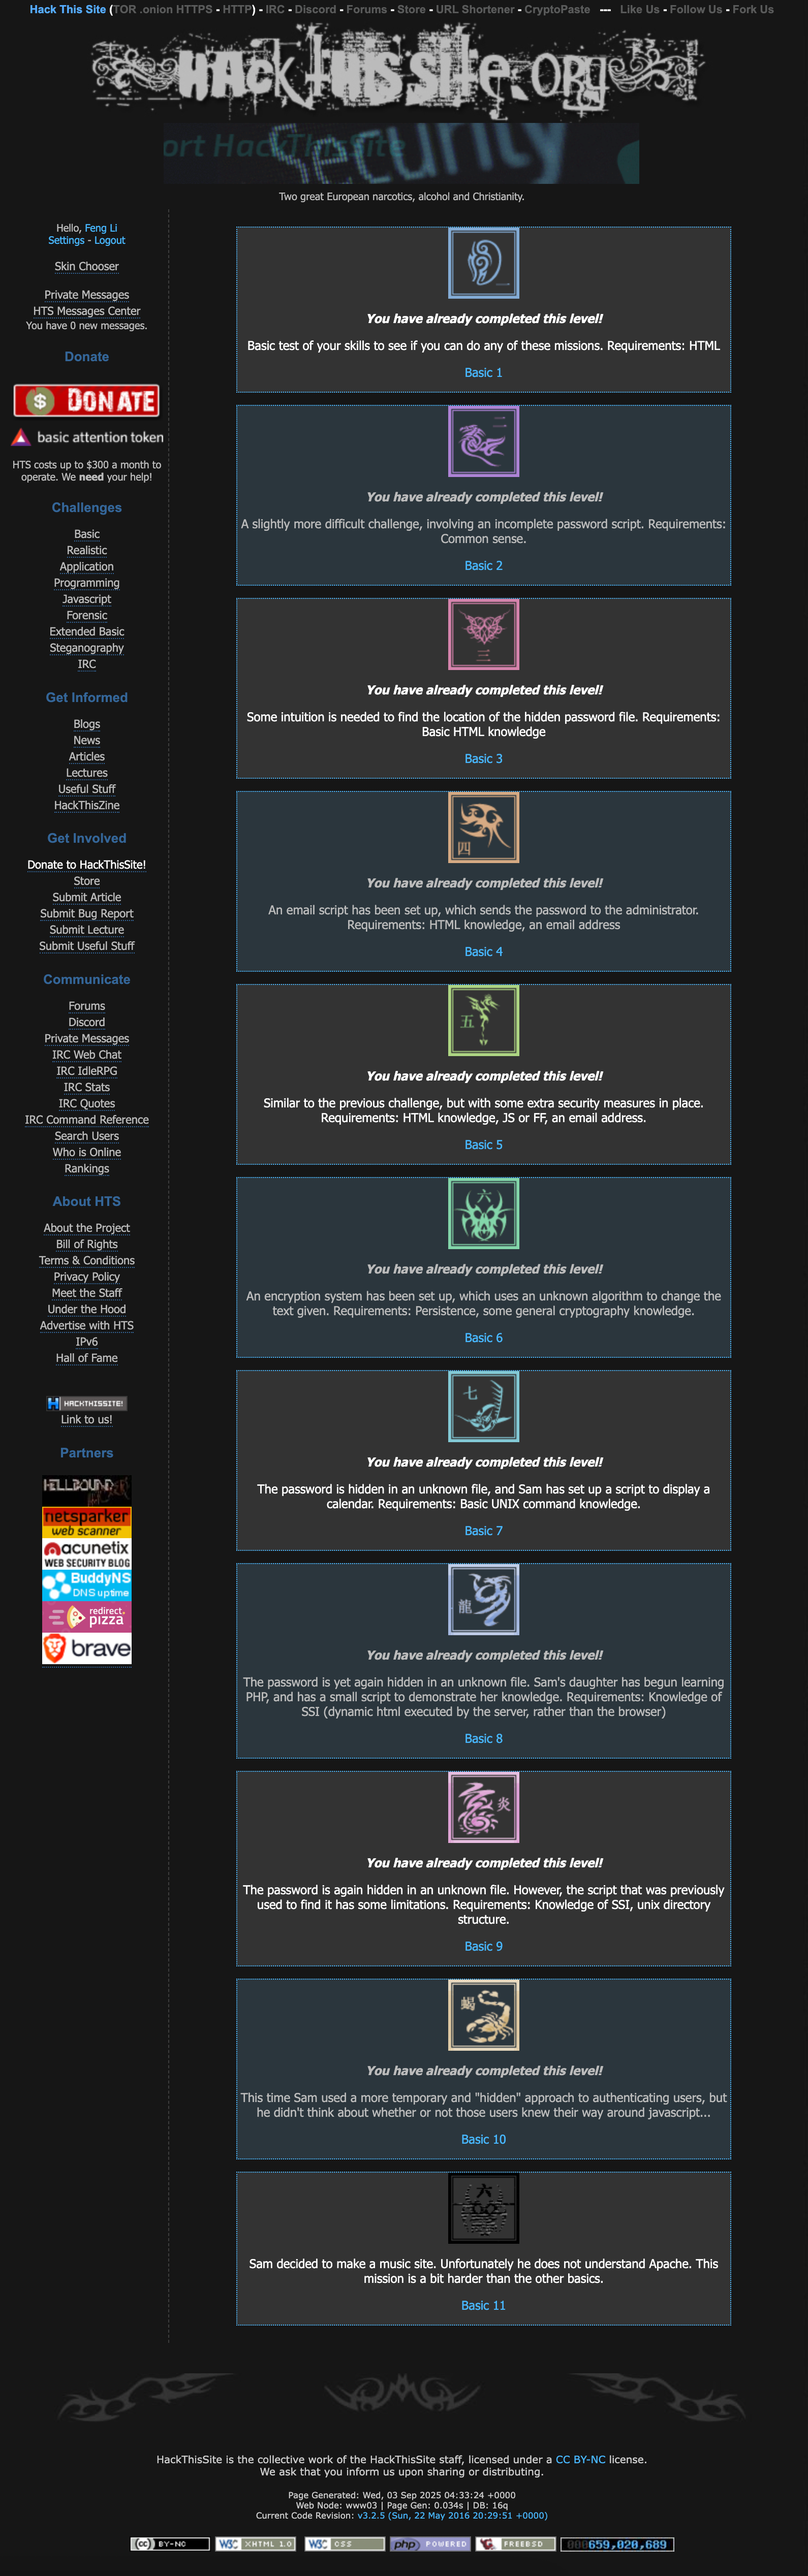 Hack This Site (TOR .onion HTTPS - HTTP) - IRC - Discord - Forums - Store - URL Shortener - CryptoPaste --- Like Us - Follow Us - Fork Us
HackThisSite.org
ort HackThisSite
Security
Two great European narcotics, alcohol and Christianity.
Hello, Feng Li
Settings - Logout
Skin Chooser
Private Messages
HTS Messages Center
You have 0 new messages.
Donate
$ DONATE
basic attention token
HTS costs up to $300 a month to
operate. We need your help!
Challenges
Basic
Realistic
Application
Programming
Javascript
Forensic
Extended Basic
Steganography
IRC
Get Informed
Blogs
News
Articles
Lectures
Useful Stuff
HackThisZine
Get Involved
Donate to HackThisSite!
Store
Submit Article
Submit Bug Report
Submit Lecture
Submit Useful Stuff
Communicate
Forums
Discord
Private Messages
IRC Web Chat
IRC IdleRPG
IRC Stats
IRC Quotes
IRC Command Reference
Search Users
Who is Online
Rankings
About HTS
About the Project
Bill of Rights
Terms & Conditions
Privacy Policy
Meet the Staff
Under the Hood
Advertise with HTS
IPv6
Hall of Fame
H HACKTHISSITE!
Link to us!
Partners
HELLBOUND
netsparker
web scanner
acunetix
WEB SECURITY BLOG
BuddyNS
DNS uptime
redirect.
pizza
brave
一
You have already completed this level!
Basic test of your skills to see if you can do any of these missions. Requirements: HTML
Basic 1
二
You have already completed this level!
A slightly more difficult challenge, involving an incomplete password script. Requirements:
Common sense.
Basic 2
三
You have already completed this level!
Some intuition is needed to find the location of the hidden password file. Requirements:
Basic HTML knowledge
Basic 3
四
You have already completed this level!
An email script has been set up, which sends the password to the administrator.
Requirements: HTML knowledge, an email address
Basic 4
五
You have already completed this level!
Similar to the previous challenge, but with some extra security measures in place.
Requirements: HTML knowledge, JS or FF, an email address.
Basic 5
六
You have already completed this level!
An encryption system has been set up, which uses an unknown algorithm to change the
text given. Requirements: Persistence, some general cryptography knowledge.
Basic 6
七
You have already completed this level!
The password is hidden in an unknown file, and Sam has set up a script to display a
calendar. Requirements: Basic UNIX command knowledge.
Basic 7
龍
You have already completed this level!
The password is yet again hidden in an unknown file. Sam's daughter has begun learning
PHP, and has a small script to demonstrate her knowledge. Requirements: Knowledge of
SSI (dynamic html executed by the server, rather than the browser)
Basic 8
炎
You have already completed this level!
The password is again hidden in an unknown file. However, the script that was previously
used to find it has some limitations. Requirements: Knowledge of SSI, unix directory
structure.
Basic 9
蝎
You have already completed this level!
This time Sam used a more temporary and "hidden" approach to authenticating users, but
he didn't think about whether or not those users knew their way around javascript...
Basic 10
六
Sam decided to make a music site. Unfortunately he does not understand Apache. This
mission is a bit harder than the other basics.
Basic 11
HackThisSite is the collective work of the HackThisSite staff, licensed under a CC BY-NC license.
We ask that you inform us upon sharing or distributing.
Page Generated: Wed, 03 Sep 2025 04:33:24 +0000
Web Node: www03 | Page Gen: 0.034s | DB: 16q
Current Code Revision: v3.2.5 (Sun, 22 May 2016 20:29:51 +0000)
(cc) BY-NC W3C XHTML 1.0 W3C CSS php POWERED FREEBSD 000659,020,689